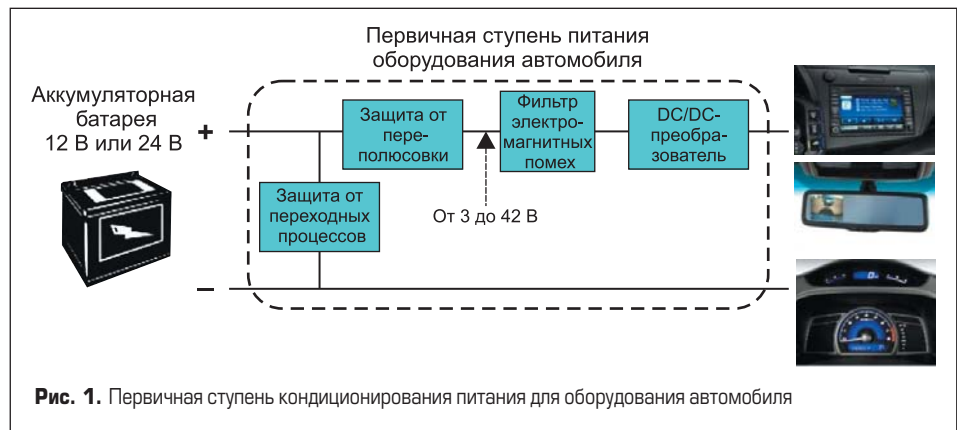 Первичная ступень питания
оборудования автомобиля
Аккумуляторная
батарея
12 В или 24 В
+
Защита от
пере-
полюсовки
Фильтр
электро-
магнитных
помех
DC/DC-
преобра-
зователь
Защита от
переходных
процессов
От 3 до 42 В
–
Рис. 1. Первичная ступень кондиционирования питания для оборудования автомобиля